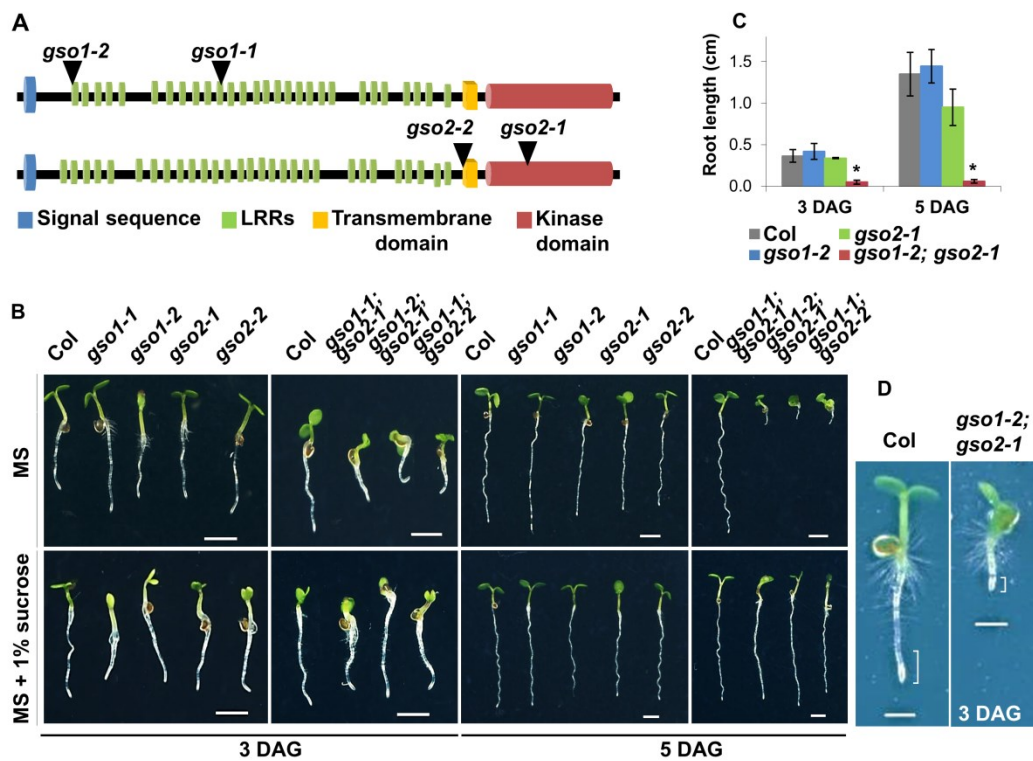 A
gso1-2
gso1-1
gso2-2
gso2-1
Signal sequence
LRRs
Transmembrane
domain
Kinase
domain
C
Root length (cm)
1.5
1.0
0.5
0.0
*
*
3 DAG
5 DAG
Col
gso2-1
gso1-2
gso1-2; gso2-1
B
Col
gso1-1
gso1-2
gso2-1
gso2-2
Col
gso1-1;
gso2-1
gso1-2;
gso2-1
gso1-1;
gso2-2
Col
gso1-1
gso1-2
gso2-1
gso2-2
Col
gso1-1;
gso2-1
gso1-2;
gso2-1
gso1-1;
gso2-2
MS
MS + 1% sucrose
3 DAG
5 DAG
D
Col
gso1-2;
gso2-1
3 DAG